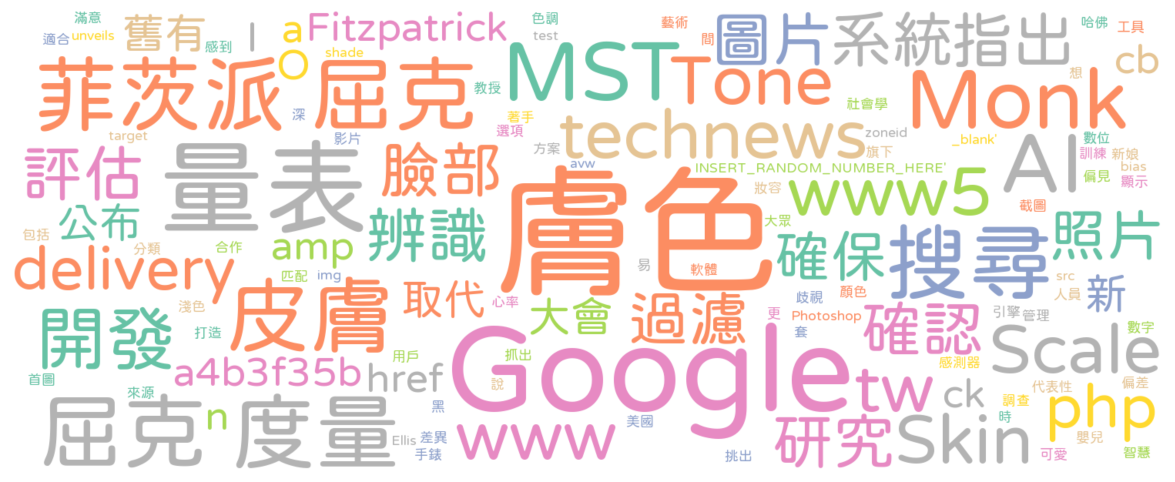 滿意 舊有 l a Fitzpatrick 色調 藝術 圖片 系統指出 哈佛 工具
適合 unveils 感到 o shade test 間 cb
菲茨派 屈克 教授 MST Tone 想 Monk
深 著手 社會學
target 影片 選項 technews zoneid _blank' 數位
方案 旗下 訓練 新娘
評估 量表 臉部 avw INSERT_RANDOM_NUMBER_HERE' AI 偏見 bias 顯示
膚色 妝容 www5 截圖
公布 辨識 大眾 照片
包括 分類 合作 amp 確保 搜尋
delivery 匹配 img 易 軟體 src 新
皮膚 取代 心率 歧視 顏色 人員
淺色 大會 過濾 更 Photoshop 確認 引擎 管理
開發 打造 套 數字
用戶 抓出 Google Scale
首圖 a4b3f35b href 說 感測器
來源 tw ck 代表性 偏差
屈克 n 度量 黑 www 美國 研究 Skin 調查 php
時 嬰兒
Ellis 差異
手錶 挑出 可愛 智慧